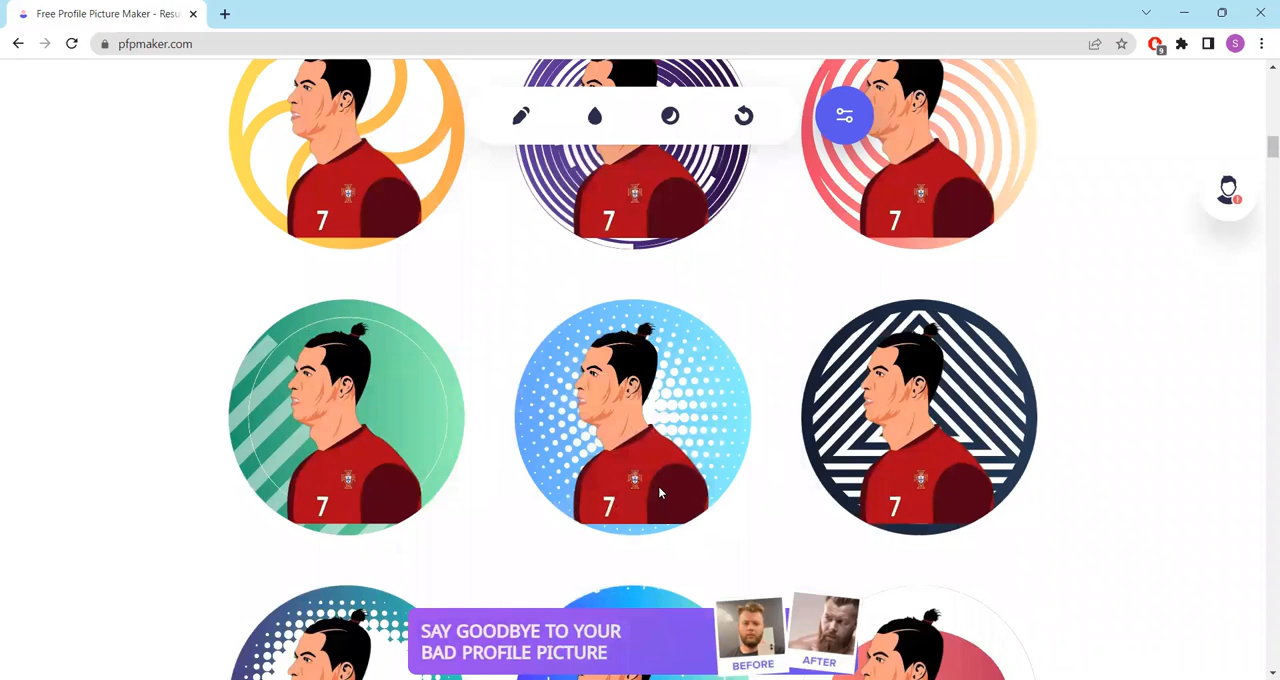 Free Profile Picture Maker - Resu
pfpmaker.com
9
S
7
7
7
7
7
7
SAY GOODBYE TO YOUR
BAD PROFILE PICTURE
BEFORE
AFTER